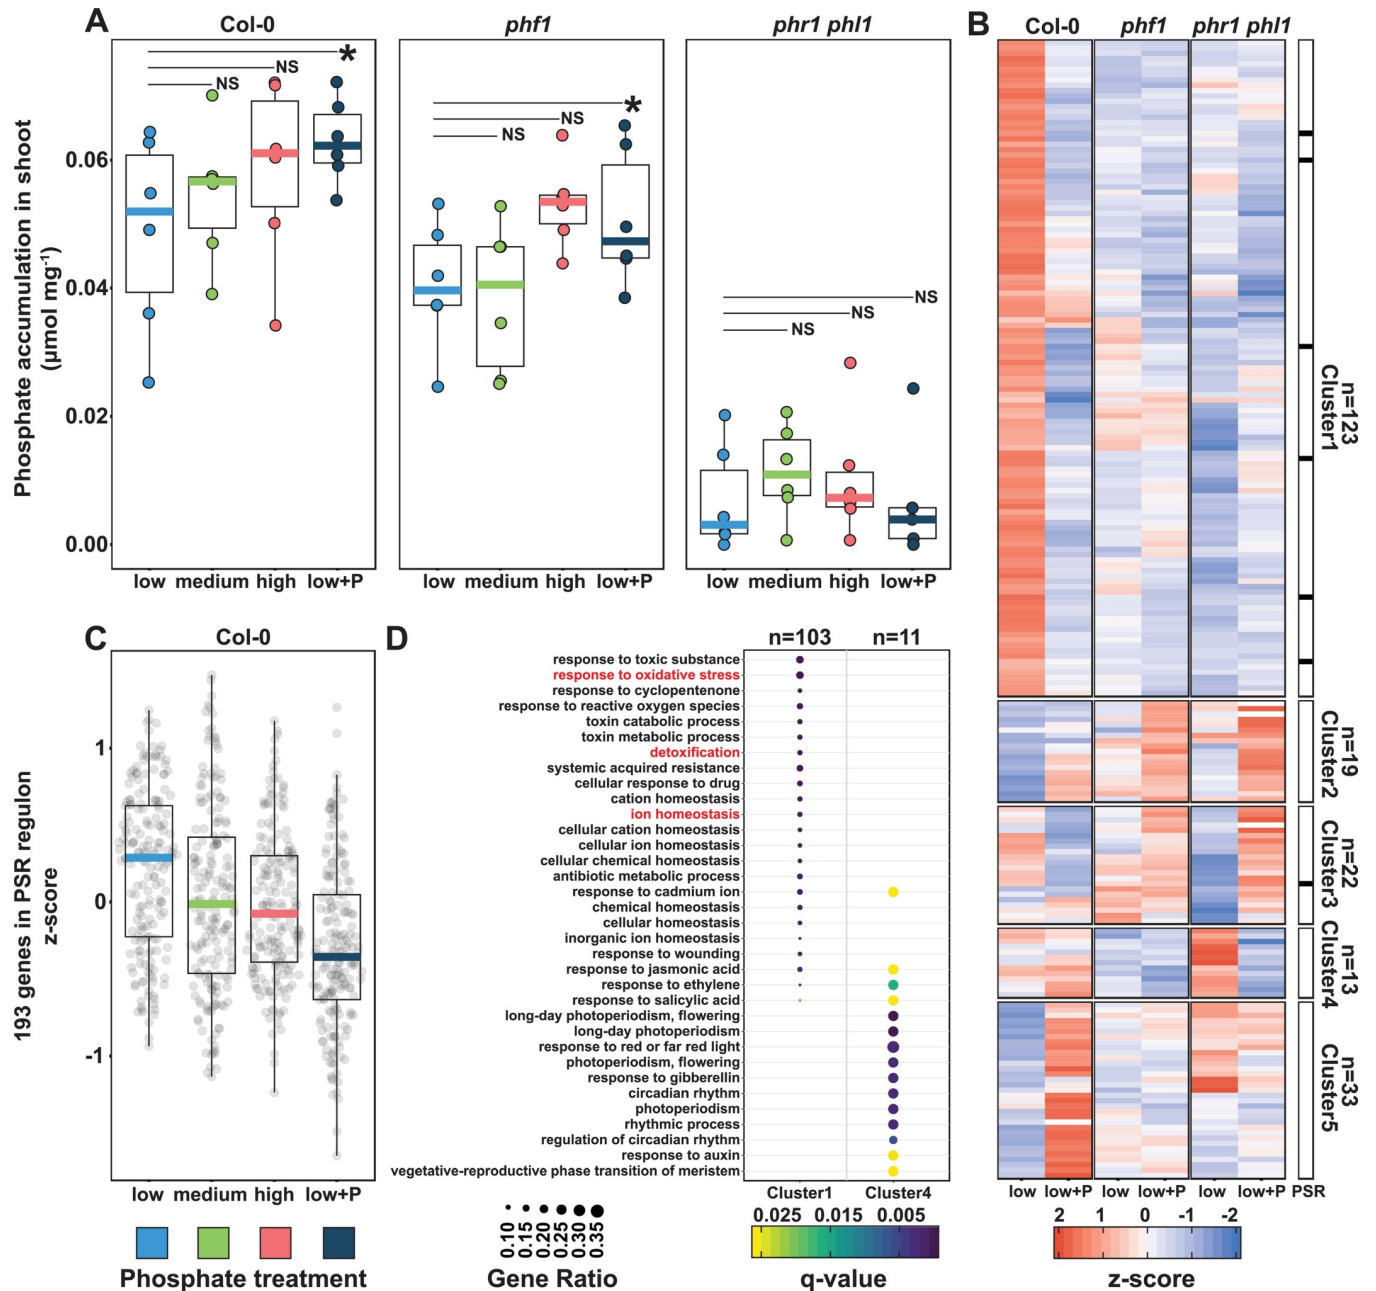 A
Col-0
phf1
phr1 phl1
Phosphate accumulation in shoot
(µmol mg-1)
0.06
0.04
0.02
0.00
NS
NS
*
NS
NS
*
NS
NS
NS
low medium high low+P
low medium high low+P
low medium high low+P
B
Col-0
phf1
phr1 phl1
n=123
Cluster1
n=19
Cluster2
n=22
Cluster3
n=13
Cluster4
n=33
Cluster5
low low+P low low+P low low+P PSR
2 1 0 -1 -2
z-score
C
Col-0
193 genes in PSR regulon
z-score
1
0
-1
low medium high low+P
Phosphate treatment
D
n=103
n=11
response to toxic substance
response to oxidative stress
response to cyclopentenone
response to reactive oxygen species
toxin catabolic process
toxin metabolic process
detoxification
systemic acquired resistance
cellular response to drug
cation homeostasis
ion homeostasis
cellular cation homeostasis
cellular ion homeostasis
cellular chemical homeostasis
antibiotic metabolic process
response to cadmium ion
chemical homeostasis
cellular homeostasis
inorganic ion homeostasis
response to wounding
response to jasmonic acid
response to ethylene
response to salicylic acid
long-day photoperiodism, flowering
long-day photoperiodism
response to red or far red light
photoperiodism, flowering
response to gibberellin
circadian rhythm
photoperiodism
rhythmic process
regulation of circadian rhythm
response to auxin
vegetative-reproductive phase transition of meristem
Cluster1
Cluster4
0.10
0.15
0.20
0.25
0.30
0.35
Gene Ratio
0.025 0.015 0.005
q-value